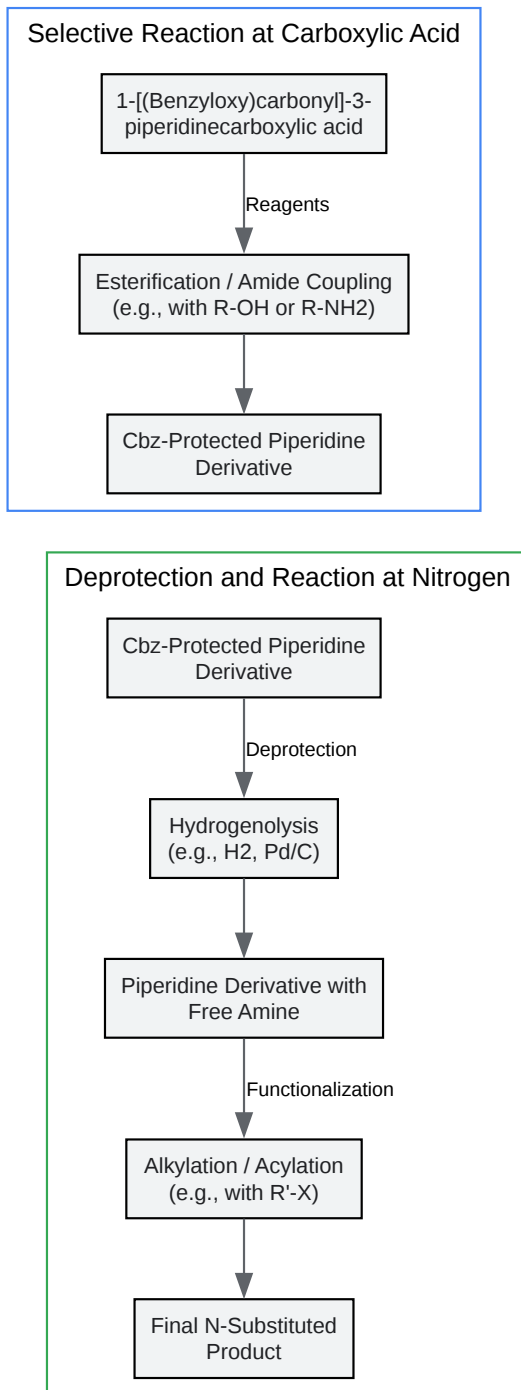 Selective Reaction at Carboxylic Acid
1-[(Benzyloxy)carbonyl]-3-
piperidinecarboxylic acid
Reagents
Esterification / Amide Coupling
(e.g., with R-OH or R-NH2)
Cbz-Protected Piperidine
Derivative
Deprotection and Reaction at Nitrogen
Cbz-Protected Piperidine
Derivative
Deprotection
Hydrogenolysis
(e.g., H2, Pd/C)
Piperidine Derivative with
Free Amine
Functionalization
Alkylation / Acylation
(e.g., with R'-X)
Final N-Substituted
Product